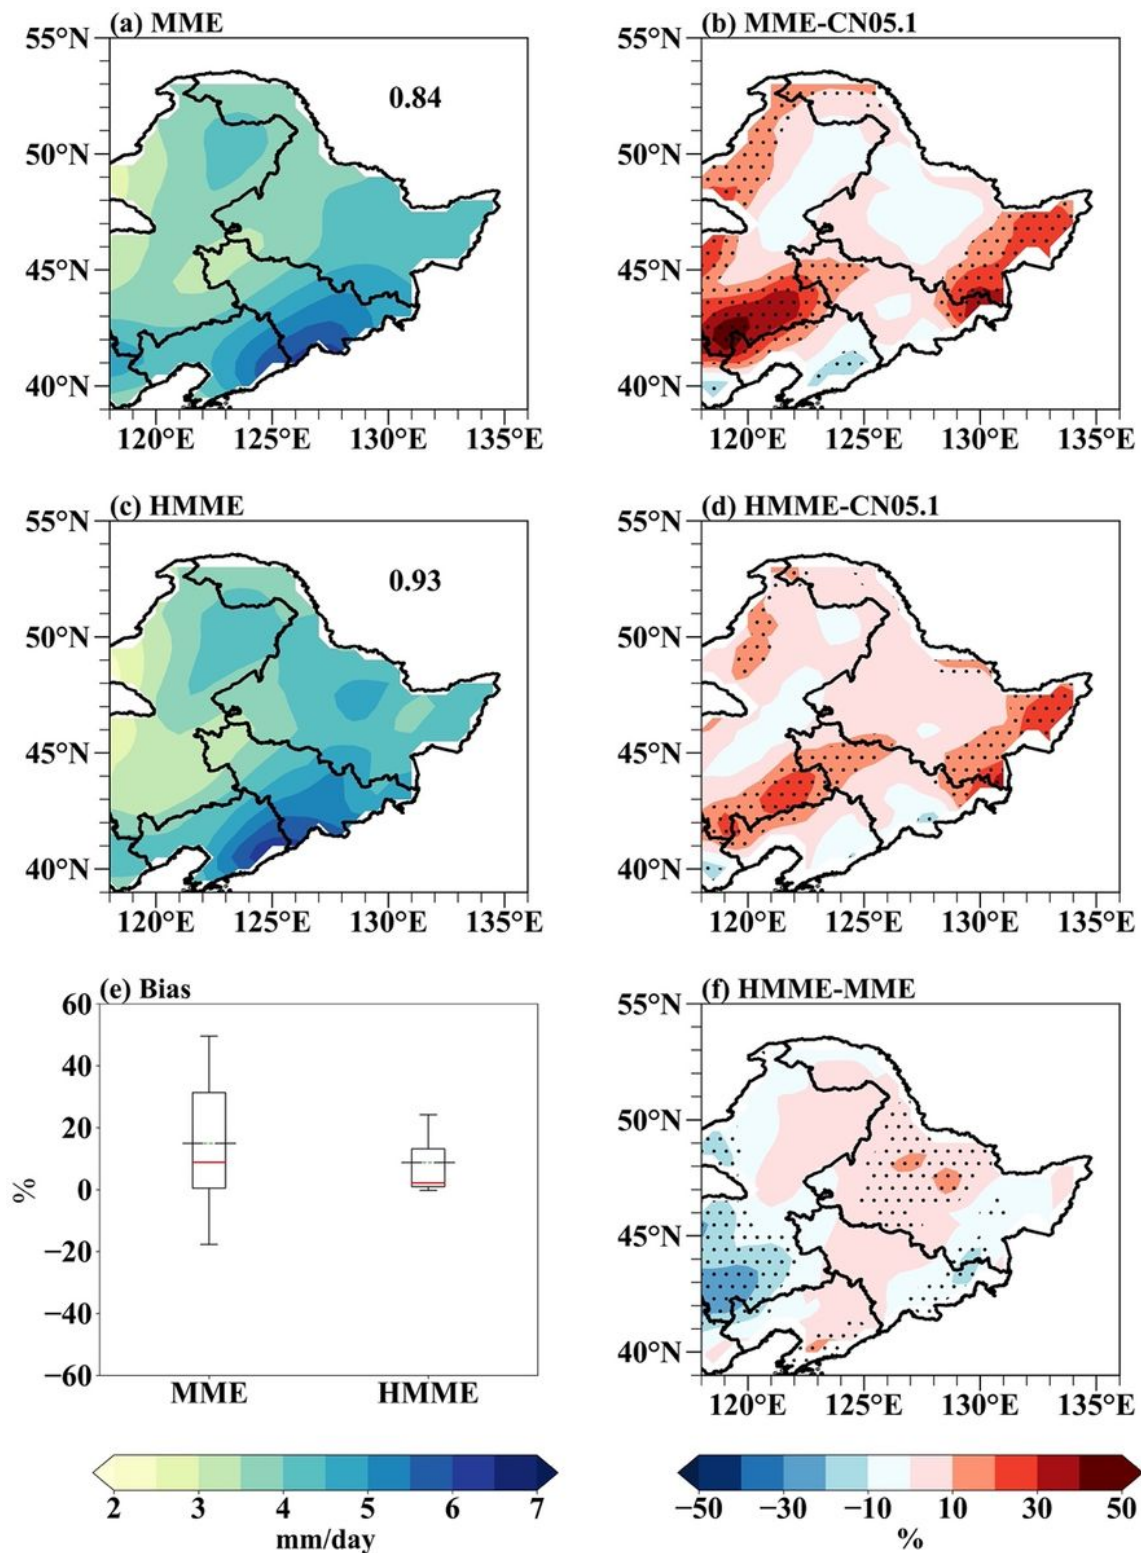 (a) MME
(b) MME-CN05.1
55°N
55°N
0.84
50°N
50°N
45°N
45°N
40°N
40°N
120°E 125°E 130°E 135°E
120°E 125°E 130°E 135°E
(c) HMME
(d) HMME-CN05.1
55°N
55°N
0.93
50°N
50°N
45°N
45°N
40°N
40°N
120°E 125°E 130°E 135°E
120°E 125°E 130°E 135°E
(e) Bias
(f) HMME-MME
60
40
20
0
−20
−40
−60
%
MME HMME
55°N
50°N
45°N
40°N
120°E 125°E 130°E 135°E
2 3 4 5 6 7
mm/day
−50 −30 −10 10 30 50
%